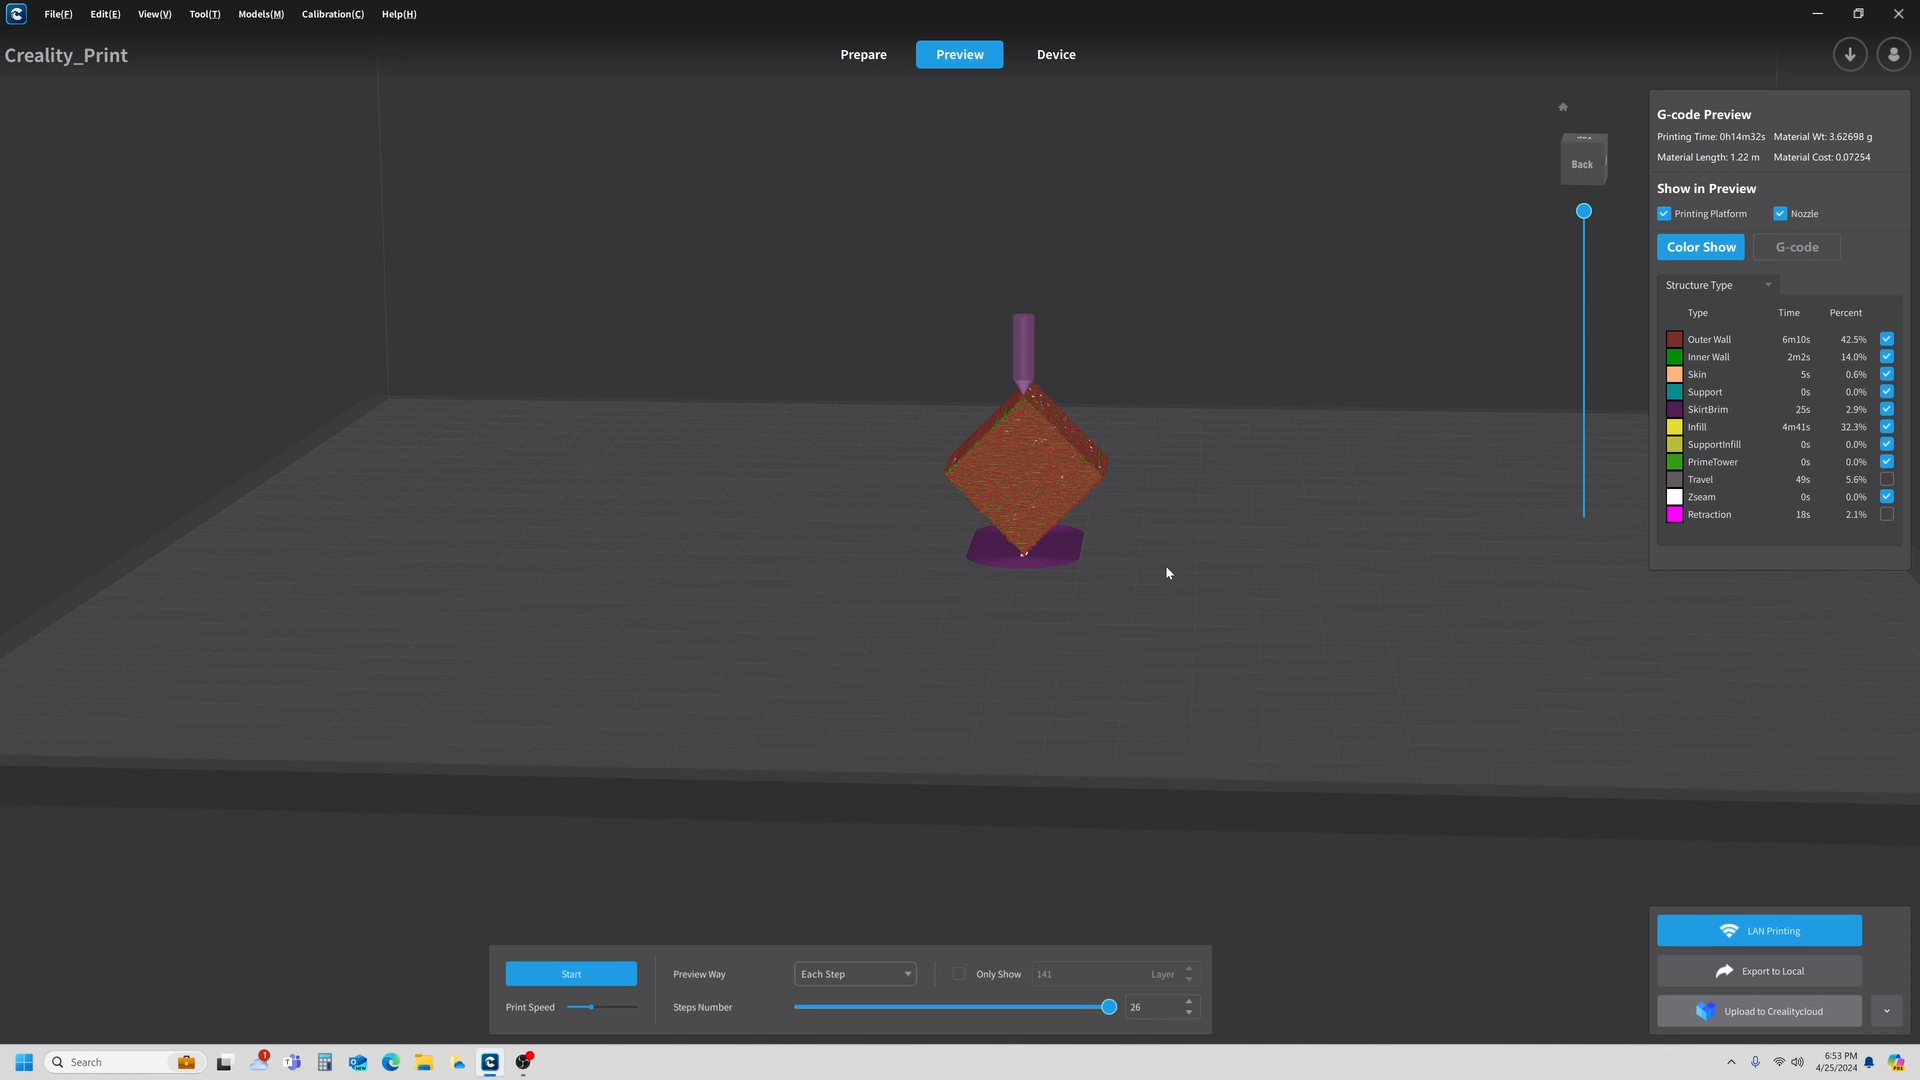 File(F) Edit(E) View(V) Tool(T) Models(M) Calibration(C) Help(H)
Creality_Print
Prepare Preview Device
Back
G-code Preview
Printing Time: 0h14m32s Material Wt: 3.62698 g
Material Length: 1.22 m Material Cost: 0.07254
Show in Preview
Printing Platform Nozzle
Color Show G-code
Structure Type
Type Time Percent
Outer Wall 6m10s 42.5%
Inner Wall 2m2s 14.0%
Skin 5s 0.6%
Support 0s 0.0%
SkirtBrim 25s 2.9%
Infill 4m41s 32.3%
SupportInfill 0s 0.0%
PrimeTower 0s 0.0%
Travel 49s 5.6%
Zseam 0s 0.0%
Retraction 18s 2.1%
LAN Printing
Export to Local
Upload to Crealitycloud
Start Preview Way Each Step Only Show 141 Layer
Print Speed Steps Number 26
Search 1 NEW 6:53 PM PRE
4/25/2024